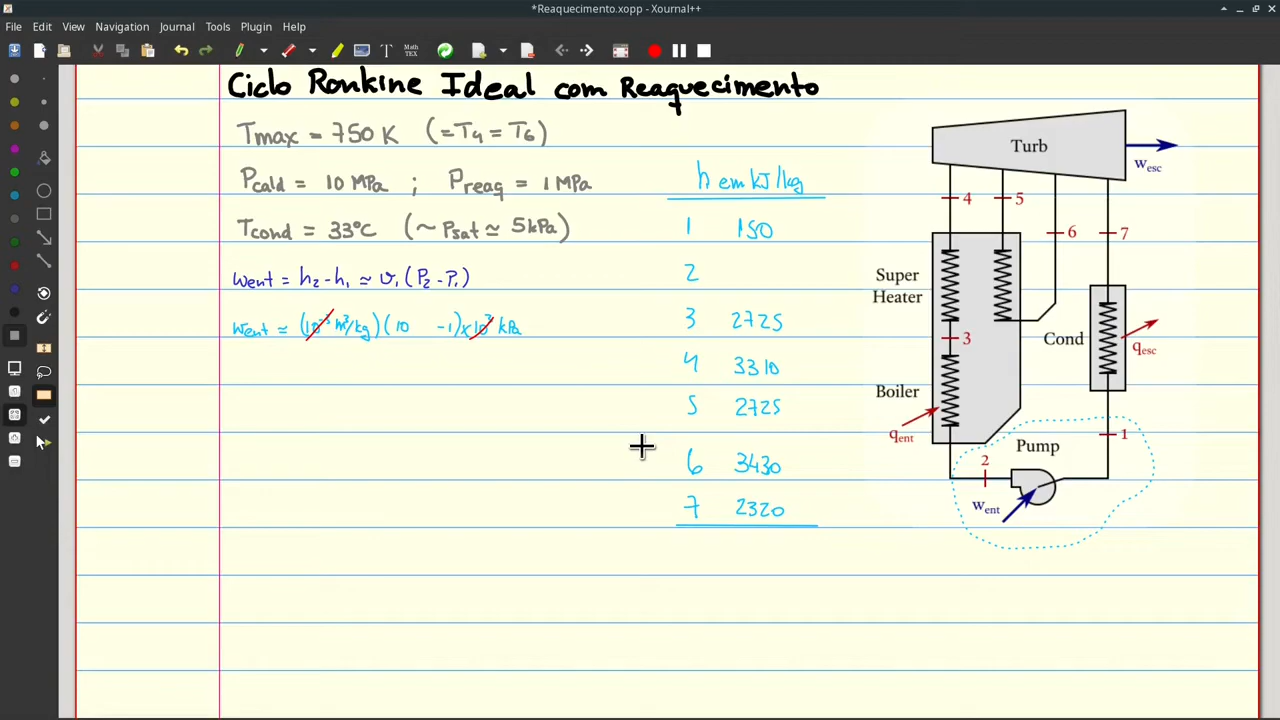 *Reaquecimento.xopp - Xournal++
File Edit View Navigation Journal Tools Plugin Help
Ciclo Rankine Ideal com Reaquecimento
Tmax = 750 K (=T4 = T6)
Pcald = 10 MPa ; Preaq = 1 MPa
Tcond = 33°C (~ Psat ≃ 5 kPa)
went = h2 - h1 ≃ v1 (P2 - P1)
went ≃ (10⁻³ m³/kg) (10 -1) x10³ kPa
h em kJ/kg
1 150
2
3 2725
4 3310
5 2725
6 3430
7 2320
Turb
wesc
4
5
6
7
Super
Heater
3
Cond
qesc
Boiler
qent
1
Pump
2
went